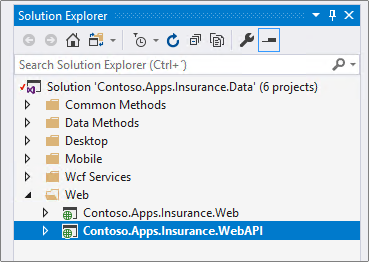 Solution Explorer
Search Solution Explorer (Ctrl+¨)
Solution 'Contoso.Apps.Insurance.Data' (6 projects)
Common Methods
Data Methods
Desktop
Mobile
Wcf Services
Web
Contoso.Apps.Insurance.Web
Contoso.Apps.Insurance.WebAPI